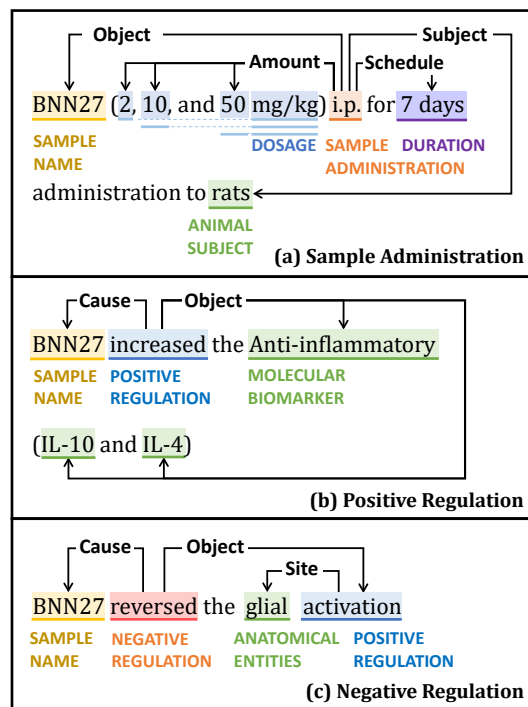 Object Subject
Amount Schedule
BNN27 (2, 10, and 50 mg/kg) i.p. for 7 days
SAMPLE NAME DOSAGE SAMPLE ADMINISTRATION DURATION
administration to rats
ANIMAL SUBJECT
(a) Sample Administration
Cause Object
BNN27 increased the Anti-inflammatory
SAMPLE NAME POSITIVE REGULATION MOLECULAR BIOMARKER
(IL-10 and IL-4)
(b) Positive Regulation
Cause Object
Site
BNN27 reversed the glial activation
SAMPLE NAME NEGATIVE REGULATION ANATOMICAL ENTITIES POSITIVE REGULATION
(c) Negative Regulation